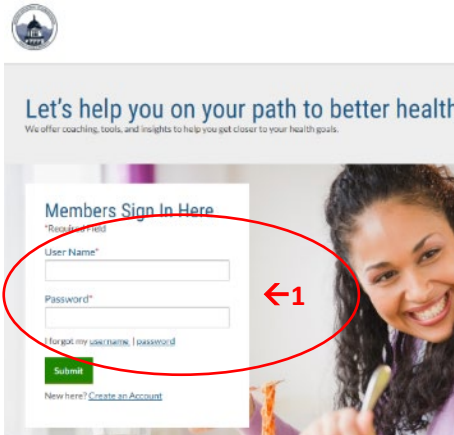 Let's help you on your path to better health
We offer coaching, tools, and insights to help you get closer to your health goals.
Members Sign In Here
*Required Field
User Name*
←1
Password*
I forgot my username | password
Submit
New here? Create an Account